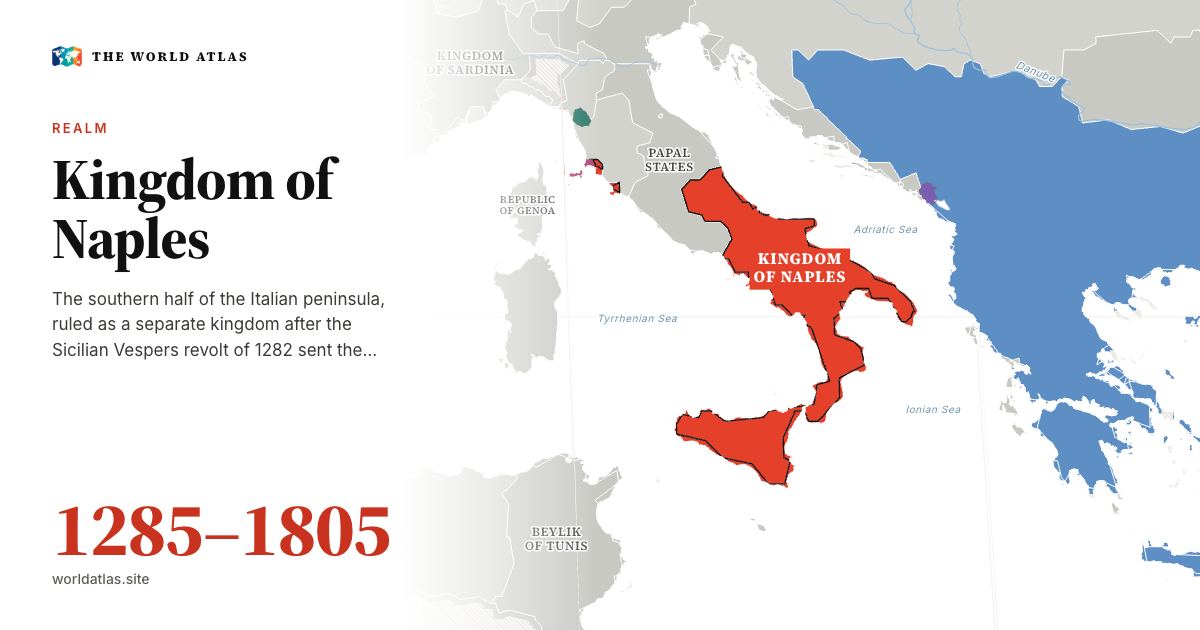 THE WORLD ATLAS
REALM
Kingdom of
Naples
The southern half of the Italian peninsula,
ruled as a separate kingdom after the
Sicilian Vespers revolt of 1282 sent the...
1285–1805
worldatlas.site
KINGDOM
OF SARDINIA
Danube
PAPAL
STATES
REPUBLIC
OF GENOA
Adriatic Sea
KINGDOM
OF NAPLES
Tyrrhenian Sea
Ionian Sea
BEYLIK
OF TUNIS